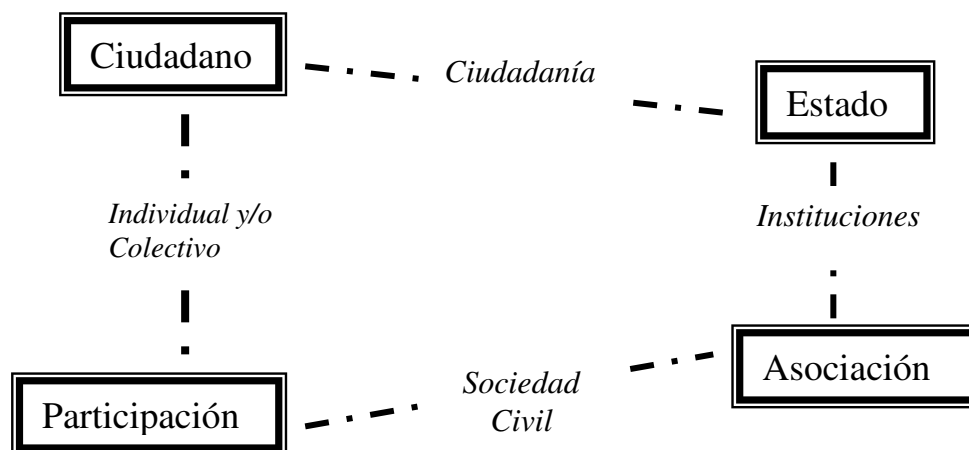 Ciudadano
Ciudadanía
Estado
Individual y/o
Colectivo
Instituciones
Asociación
Sociedad
Civil
Participación